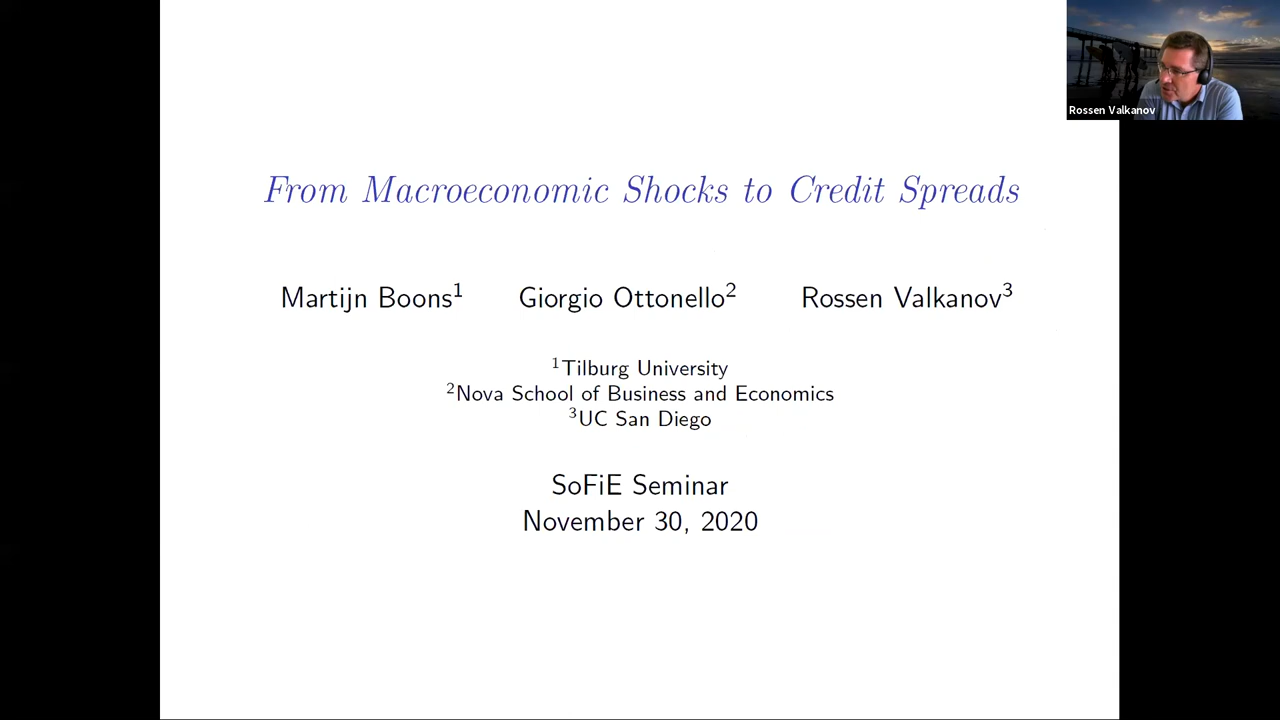 From Macroeconomic Shocks to Credit Spreads
Martijn Boons¹ Giorgio Ottonello² Rossen Valkanov³
¹Tilburg University
²Nova School of Business and Economics
³UC San Diego
SoFiE Seminar
November 30, 2020
Rossen Valkanov